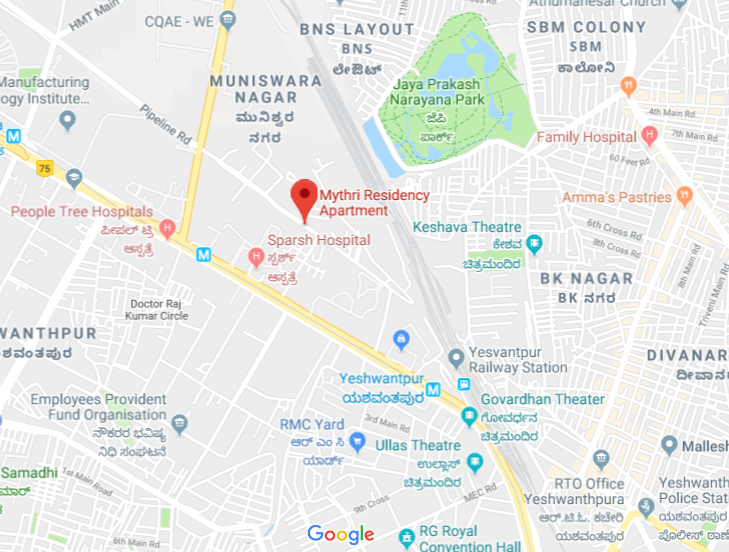 Athumanesar Church
HMT Main
CQAE - WE
BNS LAYOUT
BNS
ಲೇಔಟ್
11th Main
SBM COLONY
SBM
ಕಾಲೋನಿ
Manufacturing
ogy Institute...
MUNISWARA
NAGAR
ಮುನಿಶ್ವರ
ನಗರ
Jaya Prakash
Narayana Park
ಜೆಪಿ
ಪಾರ್ಕ್
Pipeline Rd
4th Main Rd
7th Main Rd
Family Hospital
H
60 Feet Rd
M
75
Mythri Residency
Apartment
Amma's Pastries
People Tree Hospitals
ಪೀಪಲ್ ಟ್ರಿ
ಆಸ್ಪತ್ರೆ
H
Keshava Theatre
ಕೇಶವ
ಚಿತ್ರಮಂದಿರ
6th Cross Rd
8th Cross Rd
8th Main Rd
Sparsh Hospital
ಸ್ಪರ್ಶ್
ಆಸ್ಪತ್ರೆ
H
M
BK NAGAR
BK ನಗರ
Triveni Main Rd
Doctor Raj
Kumar Circle
WANTHPUR
ಯಶವಂತಪುರ
Yesvantpur
Railway Station
DIVANAR
ದೀವಾನರ
Yeshwantpur
ಯಶವಂತಪುರ
M
Employees Provident
Fund Organisation
ನೌಕರರ ಭವಿಷ್ಯ
ನಿಧಿ ಸಂಘಟನೆ
Govardhan Theater
ಗೋವರ್ಧನ
ಚಿತ್ರಮಂದಿರ
3rd Main Rd
RMC Yard
ಆರ್ ಎಂ ಸಿ
ಯಾರ್ಡ್
Ullas Theatre
ಉಲ್ಲಾಸ್
ಚಿತ್ರಮಂದಿರ
Mallesh
Samadhi
ಮಾರ್
1st Main Road
MEC Rd
9th Cross
RTO Office
Yeshwanthpura
ಆರ್.ಟಿ.ಓ. ಕಚೇರಿ
ಯಶವಂತಪುರ
Yeshwanth
Police Stat
ಯಶವಂತಪುರ
ಪೊಲೀಸ್ ಠಾಣೆ
6th Main Rd
Google
RG Royal
Convention Hall